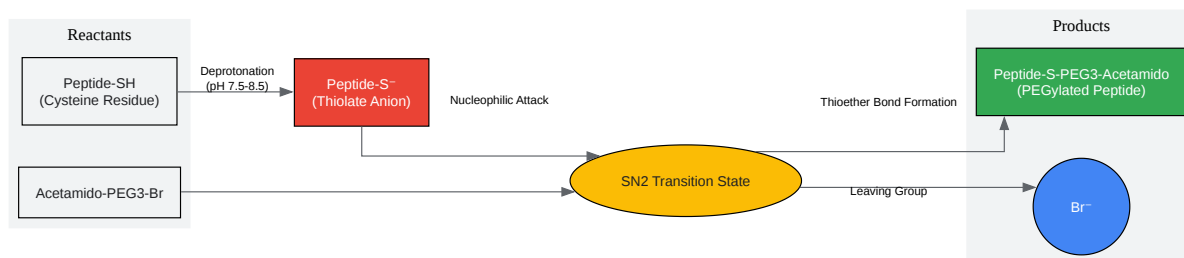 Reactants
Products
Peptide-SH
(Cysteine Residue)
Deprotonation
(pH 7.5-8.5)
Peptide-S⁻
(Thiolate Anion)
Nucleophilic Attack
Thioether Bond Formation
Peptide-S-PEG3-Acetamido
(PEGylated Peptide)
Acetamido-PEG3-Br
SN2 Transition State
Leaving Group
Br⁻